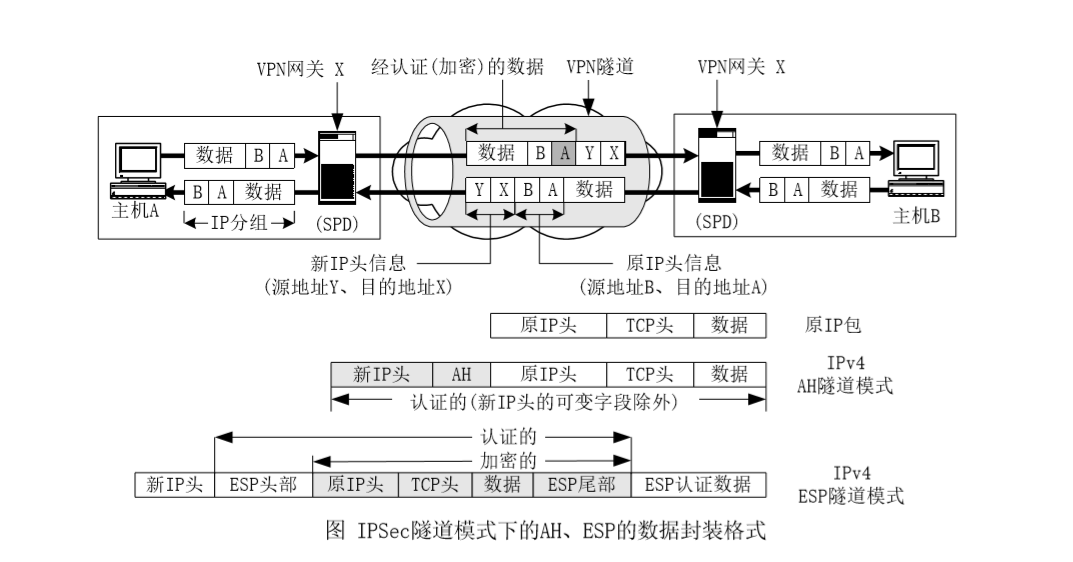 VPN网关 X
经认证(加密)的数据
VPN隧道
VPN网关 X
数据 B A
数据 B A Y X
数据 B A
B A 数据
Y X B A 数据
B A 数据
主机A
IP分组
(SPD)
(SPD)
主机B
新IP头信息
(源地址Y、目的地址X)
原IP头信息
(源地址B、目的地址A)
原IP头 TCP头 数据 原IP包
IPv4
新IP头 AH 原IP头 TCP头 数据
AH隧道模式
认证的(新IP头的可变字段除外)
认证的
加密的
IPv4
新IP头 ESP头部 原IP头 TCP头 数据 ESP尾部 ESP认证数据
ESP隧道模式
图 IPSec隧道模式下的AH、ESP的数据封装格式